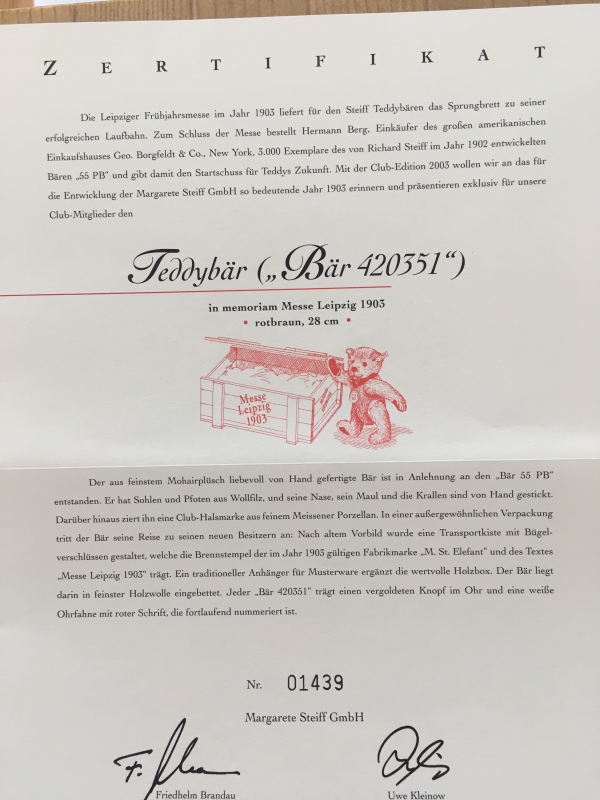 ZERTIFIKAT
Die Leipziger Frühjahrsmesse im Jahr 1903 liefert für den Steiff Teddybären das Sprungbrett zu seiner
erfolgreichen Laufbahn. Zum Schluss der Messe bestellt Hermann Berg, Einkäufer des großen amerikanischen
Einkaufshauses Geo. Borgfeldt & Co., New York, 3.000 Exemplare des von Richard Steiff im Jahr 1902 entwickelten
Bären „55 PB“ und gibt damit den Startschuss für Teddys Zukunft. Mit der Club-Edition 2003 wollen wir an das für
die Entwicklung der Margarete Steiff GmbH so bedeutende Jahr 1903 erinnern und präsentieren exklusiv für unsere
Club-Mitglieder den
Teddybär („Bär 420351“)
in memoriam Messe Leipzig 1903
• rotbraun, 28 cm •
Messe
Leipzig
1903
Der aus feinstem Mohairplüsch liebevoll von Hand gefertigte Bär ist in Anlehnung an den „Bär 55 PB“
entstanden. Er hat Sohlen und Pfoten aus Wollfilz, und seine Nase, sein Maul und die Krallen sind von Hand gestickt.
Darüber hinaus ziert ihn eine Club-Halsmarke aus feinem Meissener Porzellan. In einer außergewöhnlichen Verpackung
tritt der Bär seine Reise zu seinen neuen Besitzern an: Nach altem Vorbild wurde eine Transportkiste mit Bügel-
verschlüssen gestaltet, welche die Brennstempel der im Jahr 1903 gültigen Fabrikmarke „M. St. Elefant“ und des Textes
„Messe Leipzig 1903“ trägt. Ein traditioneller Anhänger für Musterware ergänzt die wertvolle Holzbox. Der Bär liegt
darin in feinster Holzwolle eingebettet. Jeder „Bär 420351“ trägt einen vergoldeten Knopf im Ohr und eine weiße
Ohrfahne mit roter Schrift, die fortlaufend nummeriert ist.
Nr. 01439
Margarete Steiff GmbH
Friedhelm Brandau
Uwe Kleinow